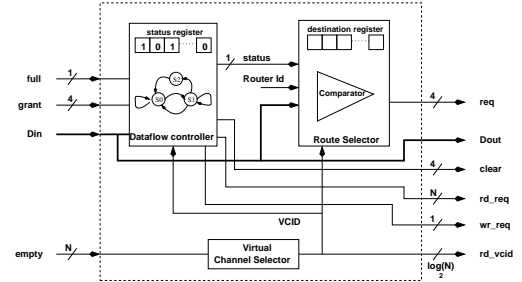 status register
destination register
1 0 1 0
1 status
full 1
S2
Router Id
grant 4
S0 S1
Comparator
4 req
Din
Dataflow controller
Route Selector
Dout
4 clear
N rd_req
VCID
1 wr_req
empty N
Virtual
Channel Selector
rd_vcid
log(N)
2